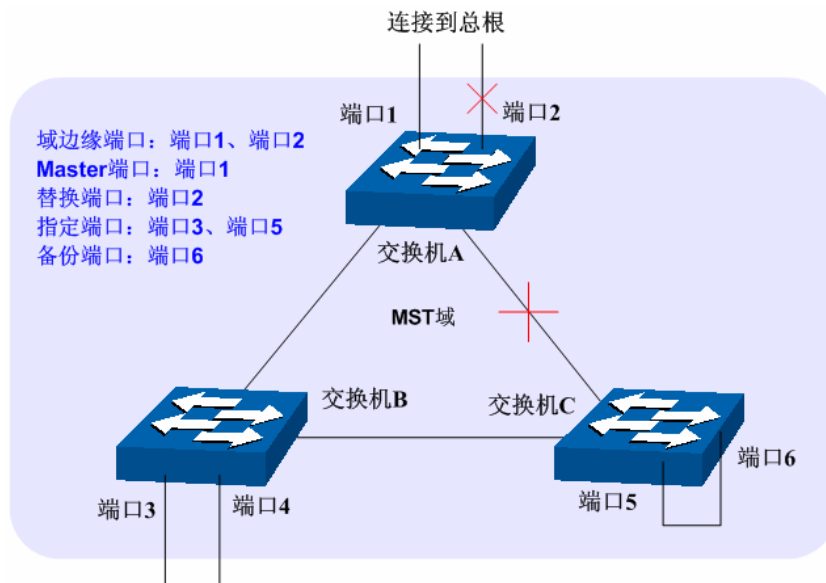 连接到总根
端口1
端口2
域边缘端口：端口1、端口2
Master端口：端口1
替换端口：端口2
指定端口：端口3、端口5
备份端口：端口6
交换机A
MST域
交换机B
交换机C
端口3
端口4
端口5
端口6